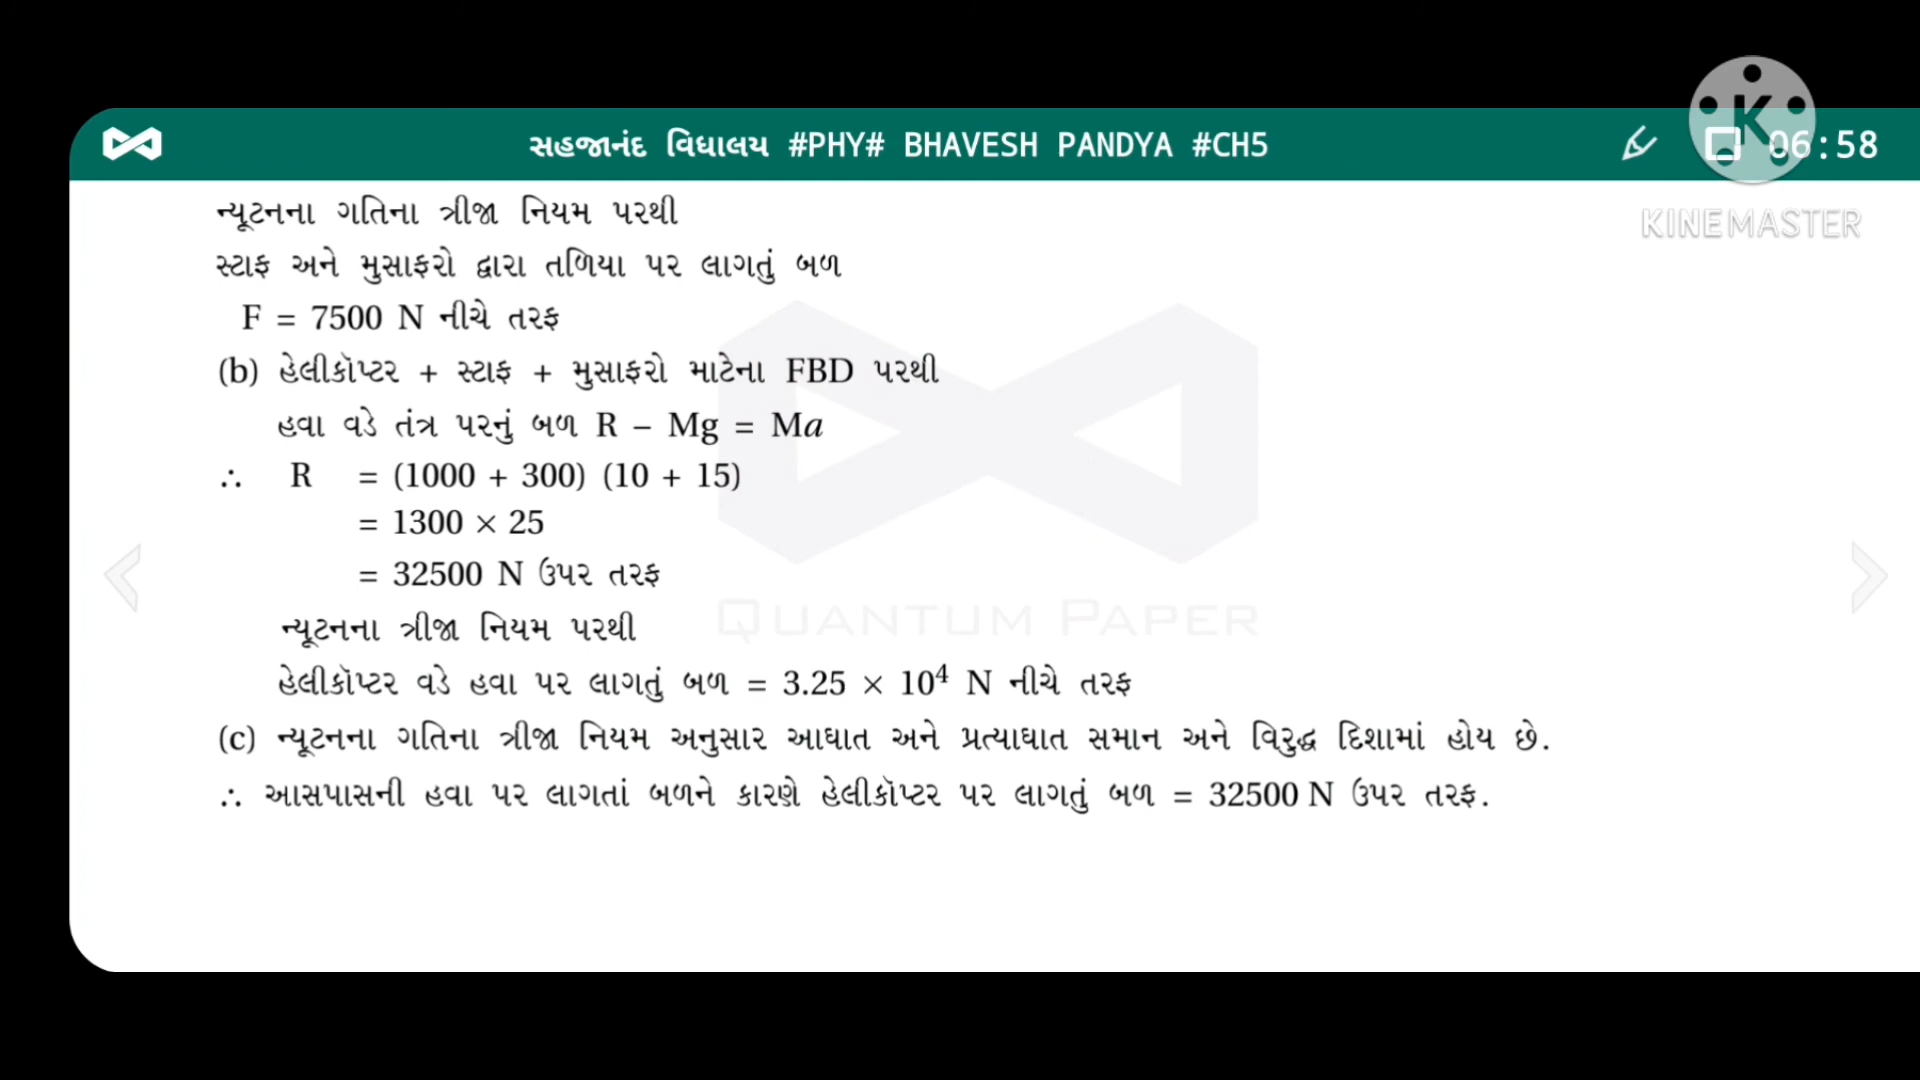 સહજાનંદ વિધાલય #PHY# BHAVESH PANDYA #CH5
06:58
KINEMASTER
ન્યૂટનના ગતિના ત્રીજા નિયમ પરથી
સ્ટાફ અને મુસાફરો દ્વારા તળિયા પર લાગતું બળ
F = 7500 N નીચે તરફ
(b) હેલીકૉપ્ટર + સ્ટાફ + મુસાફરો માટેના FBD પરથી
હવા વડે તંત્ર પરનું બળ R – Mg = Ma
∴ R = (1000 + 300) (10 + 15)
= 1300 × 25
= 32500 N ઉપર તરફ
ન્યૂટનના ત્રીજા નિયમ પરથી
QUANTUM PAPER
હેલીકૉપ્ટર વડે હવા પર લાગતું બળ = 3.25 × 10⁴ N નીચે તરફ
(c) ન્યૂટનના ગતિના ત્રીજા નિયમ અનુસાર આઘાત અને પ્રત્યાઘાત સમાન અને વિરુદ્ધ દિશામાં હોય છે.
∴ આસપાસની હવા પર લાગતાં બળને કારણે હેલીકૉપ્ટર પર લાગતું બળ = 32500 N ઉપર તરફ.